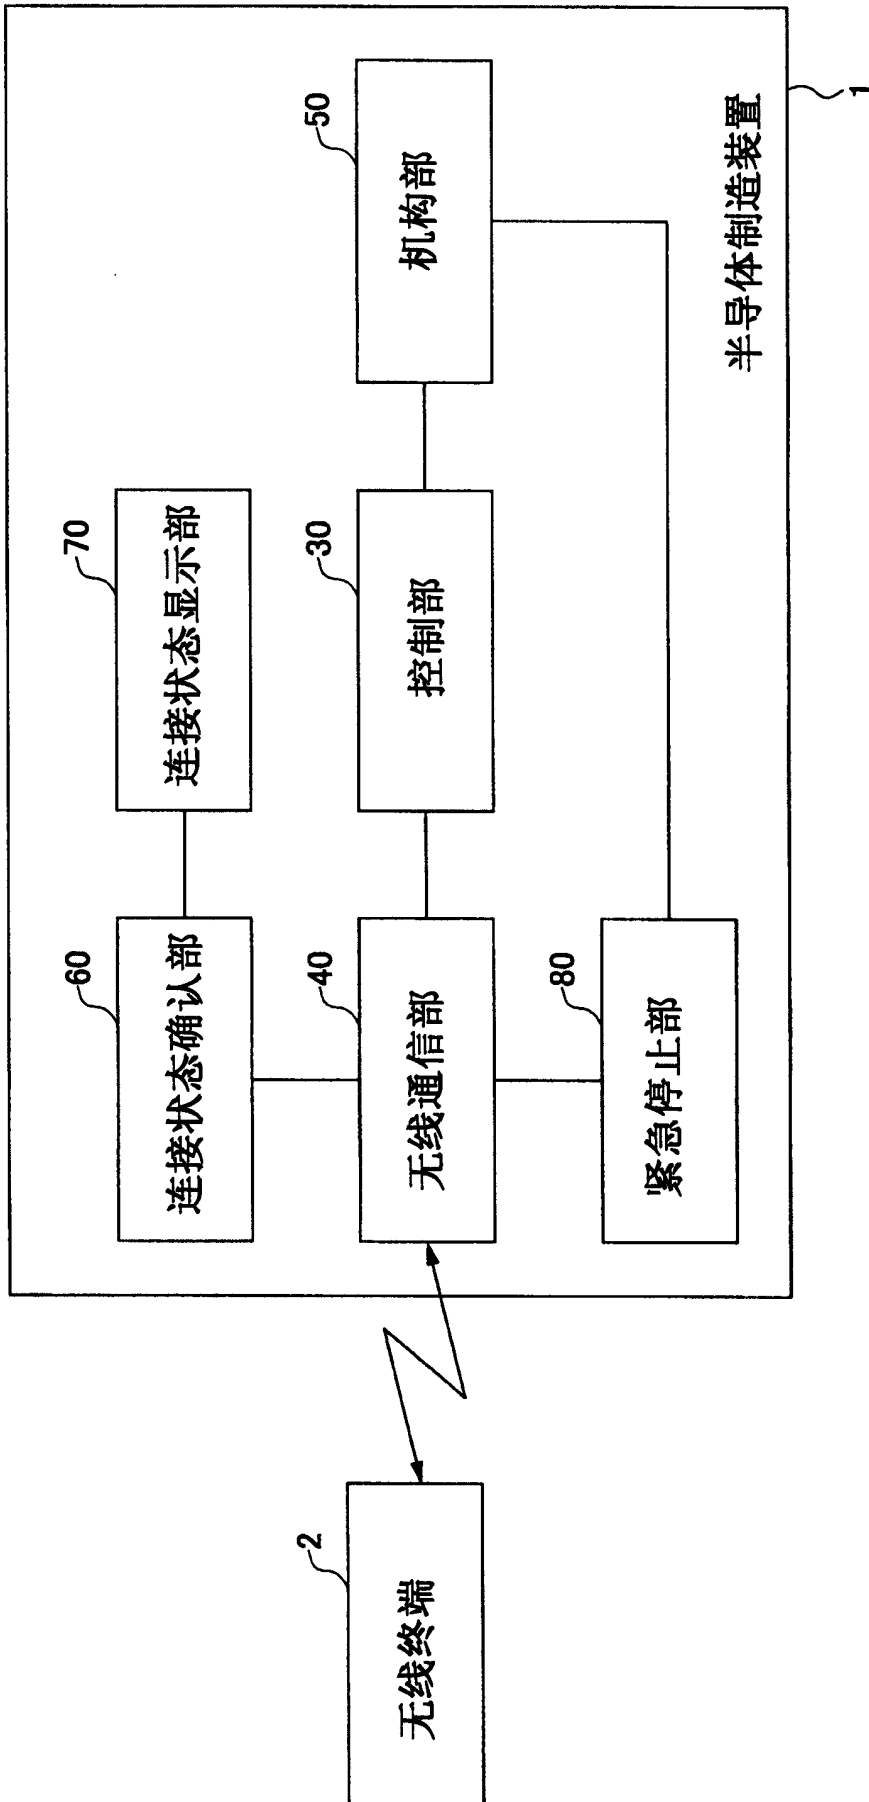 60
连接状态确认部
70
连接状态显示部
2
无线终端
40
无线通信部
30
控制部
50
机构部
80
紧急停止部
半导体制造装置
1